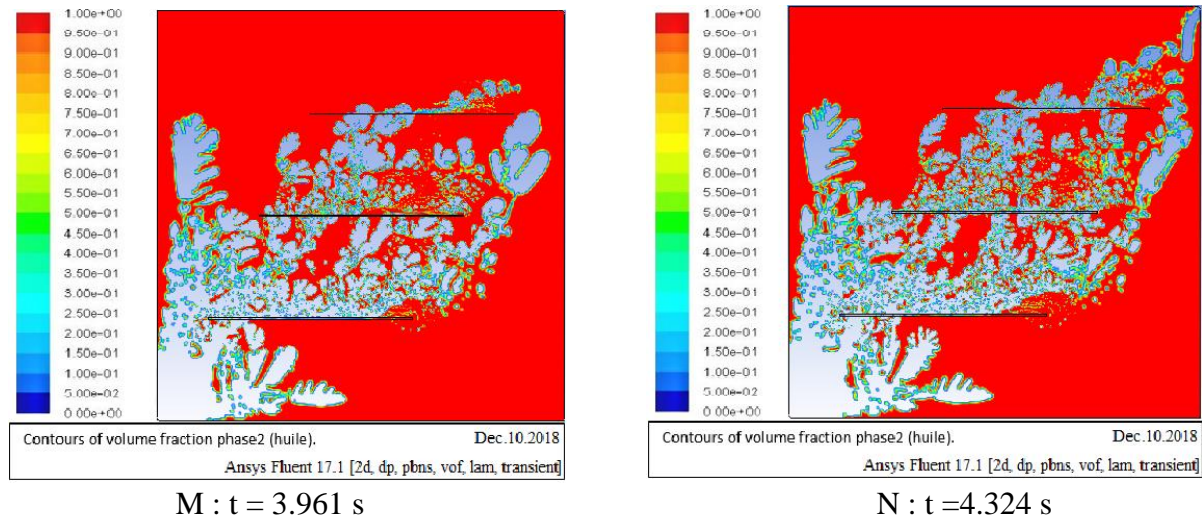 1.00e+00
9.50e-01
9.00e-01
8.50e-01
8.00e-01
7.50e-01
7.00e-01
6.50e-01
6.00e-01
5.50e-01
5.00e-01
4.50e-01
4.00e-01
3.50e-01
3.00e-01
2.50e-01
2.00e-01
1.50e-01
1.00e-01
5.00e-02
0.00e+00
Contours of volume fraction phase2 (huile). Dec.10.2018
Ansys Fluent 17.1 [2d, dp, pbns, vof, lam, transient]
M : t = 3.961 s
1.00e+00
9.50e-01
9.00e-01
8.50e-01
8.00e-01
7.50e-01
7.00e-01
6.50e-01
6.00e-01
5.50e-01
5.00e-01
4.50e-01
4.00e-01
3.50e-01
3.00e-01
2.50e-01
2.00e-01
1.50e-01
1.00e-01
5.00e-02
0.00e+00
Contours of volume fraction phase2 (huile). Dec.10.2018
Ansys Fluent 17.1 [2d, dp, pbns, vof, lam, transient]
N : t =4.324 s